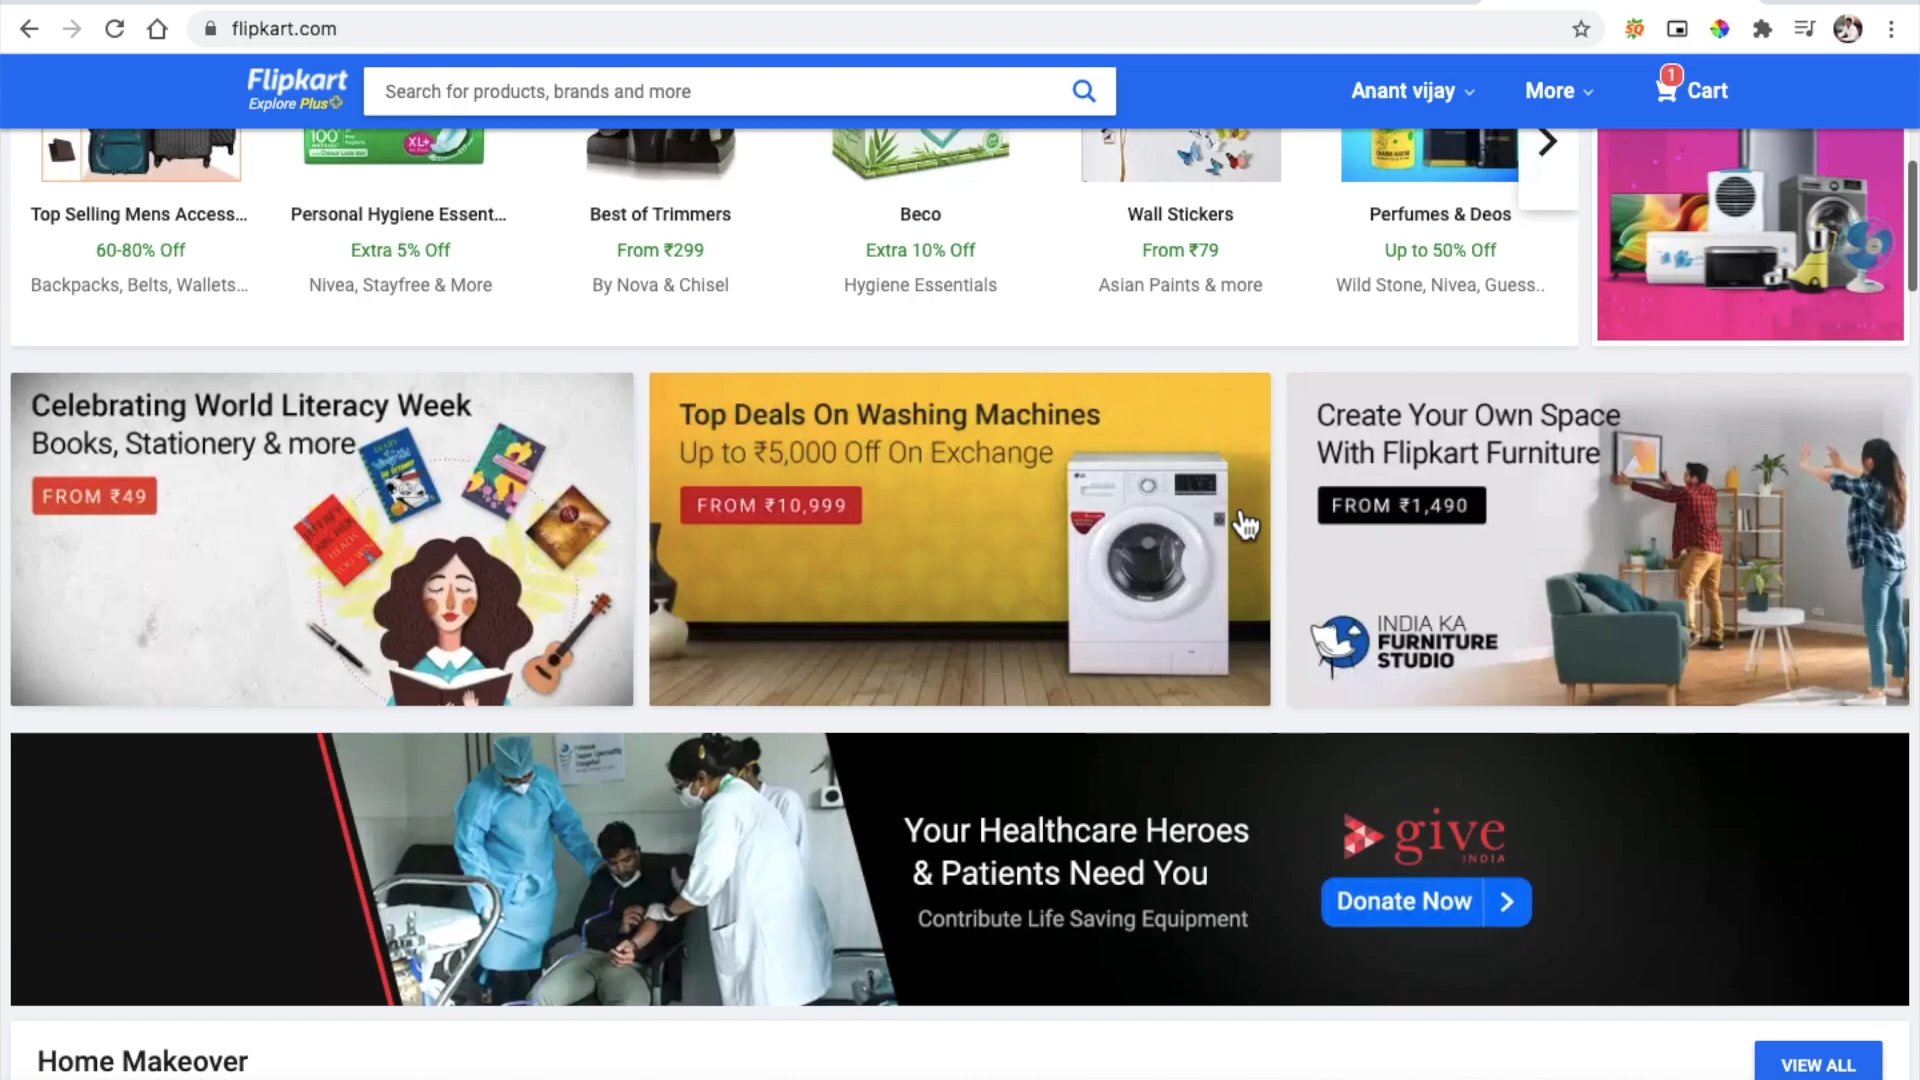 flipkart.com
SQ
Flipkart
Explore Plus
Search for products, brands and more
Anant vijay
More
1
Cart
100
XL+
Top Selling Mens Access...
Personal Hygiene Essent...
Best of Trimmers
Beco
Wall Stickers
Perfumes & Deos
60-80% Off
Extra 5% Off
From ₹299
Extra 10% Off
From ₹79
Up to 50% Off
Backpacks, Belts, Wallets...
Nivea, Stayfree & More
By Nova & Chisel
Hygiene Essentials
Asian Paints & more
Wild Stone, Nivea, Guess..
Celebrating World Literacy Week
Books, Stationery & more
FROM ₹49
HEADS
YOU WIN
Top Deals On Washing Machines
Up to ₹5,000 Off On Exchange
FROM ₹10,999
Create Your Own Space
With Flipkart Furniture
FROM ₹1,490
INDIA KA
FURNITURE
STUDIO
Your Healthcare Heroes
& Patients Need You
Contribute Life Saving Equipment
give
INDIA
Donate Now
Home Makeover
VIEW ALL